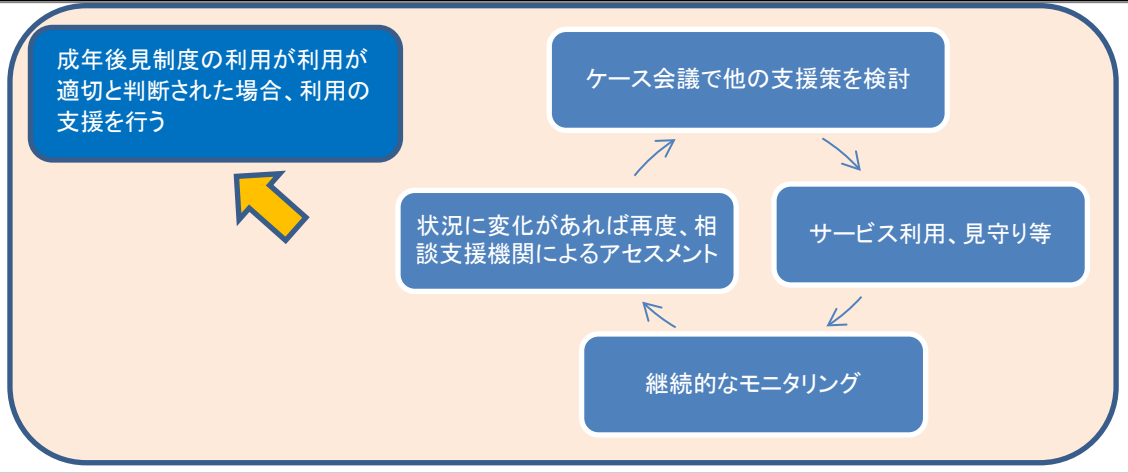 成年後見制度の利用が利用が
適切と判断された場合、利用の
支援を行う
ケース会議で他の支援策を検討
サービス利用、見守り等
継続的なモニタリング
状況に変化があれば再度、相
談支援機関によるアセスメント